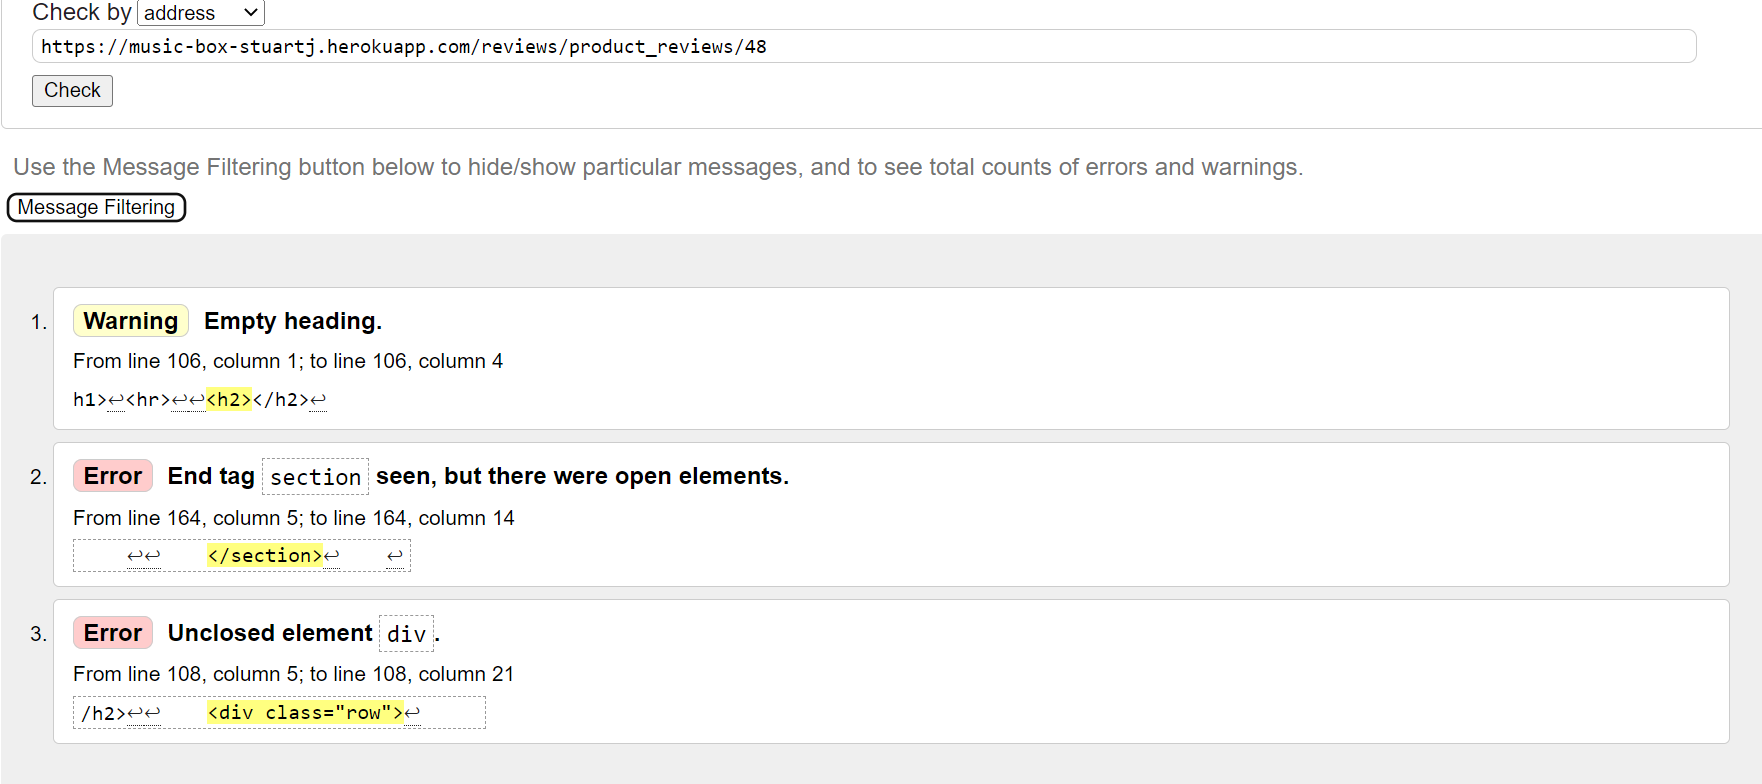 Check by address
https://music-box-stuartj.herokuapp.com/reviews/product_reviews/48
Check
Use the Message Filtering button below to hide/show particular messages, and to see total counts of errors and warnings.
Message Filtering
1. Warning Empty heading.
From line 106, column 1; to line 106, column 4
h1>↩<hr>↩↩<h2></h2>↩
2. Error End tag section seen, but there were open elements.
From line 164, column 5; to line 164, column 14
↩↩ </section>↩ ↩
3. Error Unclosed element div.
From line 108, column 5; to line 108, column 21
/h2>↩↩ <div class="row">↩